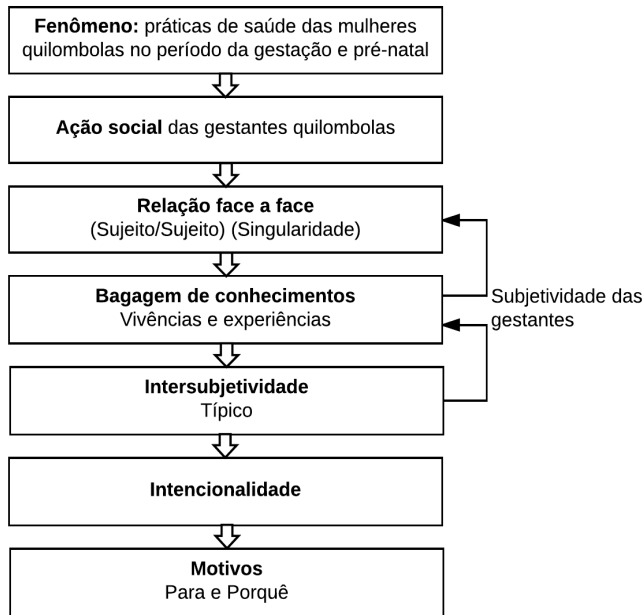 Fenômeno: práticas de saúde das mulheres
quilombolas no período da gestação e pré-natal
Ação social das gestantes quilombolas
Relação face a face
(Sujeito/Sujeito) (Singularidade)
Bagagem de conhecimentos
Vivências e experiências
Subjetividade das
gestantes
Intersubjetividade
Típico
Intencionalidade
Motivos
Para e Porquê